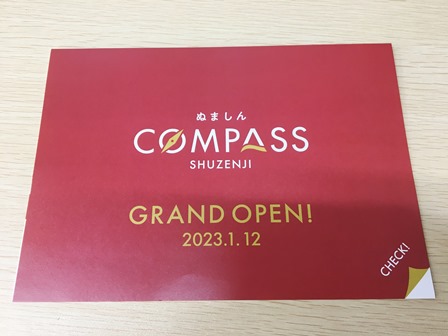 ぬましん
COMPASS
SHUZENJI
GRAND OPEN!
2023.1.12
CHECK!